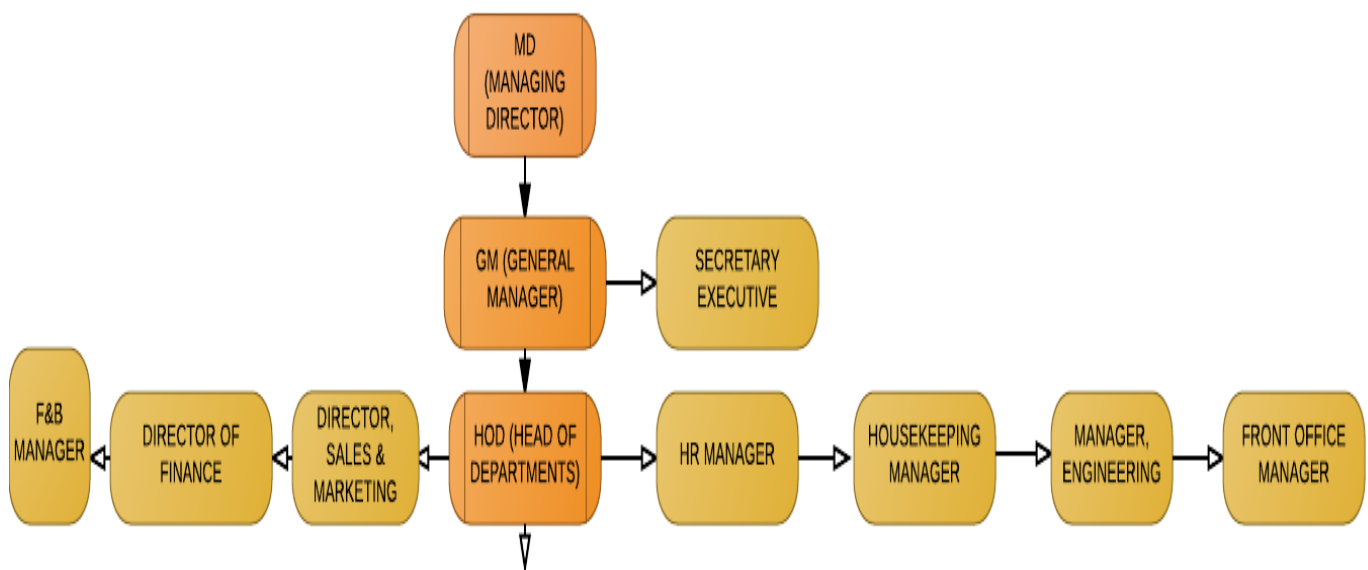 MD
(MANAGING
DIRECTOR)
GM (GENERAL
MANAGER)
SECRETARY
EXECUTIVE
F&B
MANAGER
DIRECTOR OF
FINANCE
DIRECTOR,
SALES &
MARKETING
HOD (HEAD OF
DEPARTMENTS)
HR MANAGER
HOUSEKEEPING
MANAGER
MANAGER,
ENGINEERING
FRONT OFFICE
MANAGER